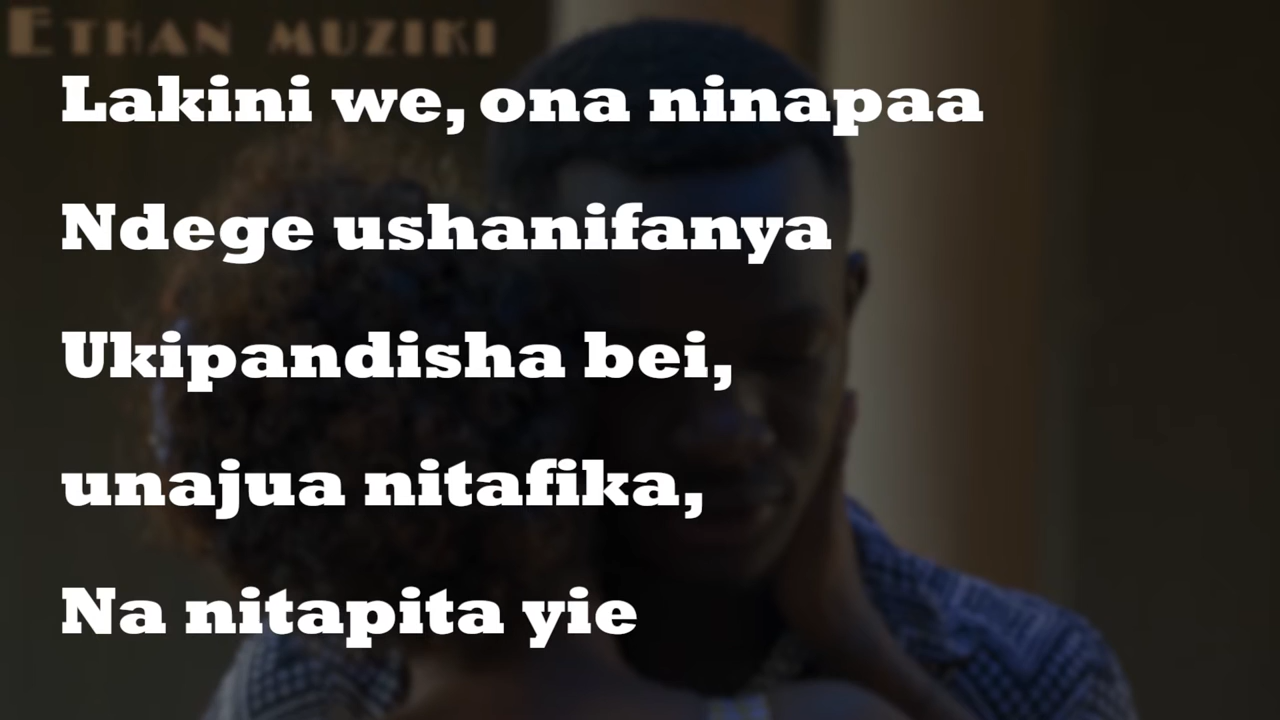 ETHAN MUZIKI
Lakini we, ona ninapaa
Ndege ushanifanya
Ukipandisha bei,
unajua nitafika,
Na nitapita yie